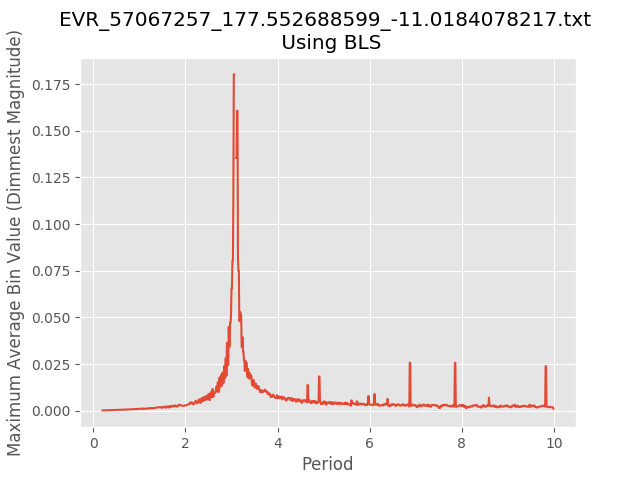 EVR_57067257_177.552688599_-11.0184078217.txt
Using BLS
Maximum Average Bin Value (Dimmest Magnitude)
0.175
0.150
0.125
0.100
0.075
0.050
0.025
0.000
0 2 4 6 8 10
Period